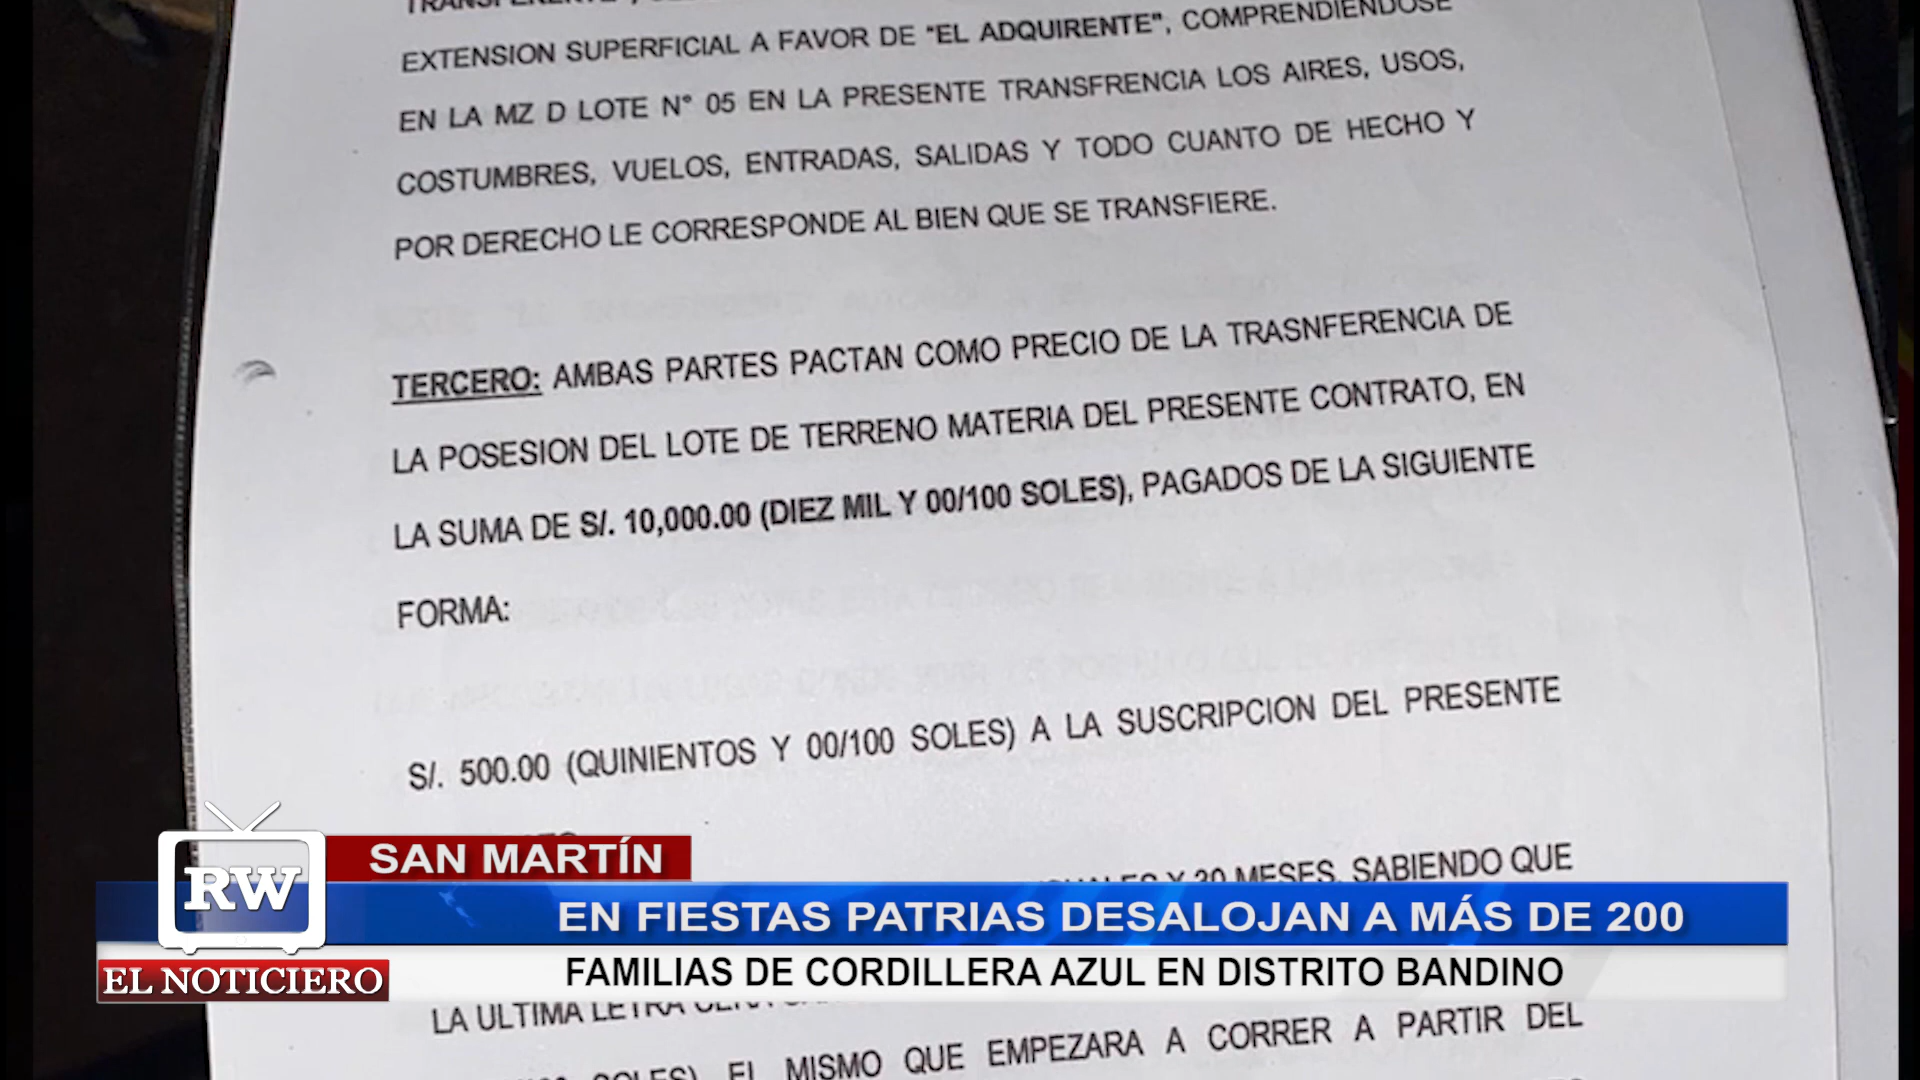 EXTENSION SUPERFICIAL A FAVOR DE "EL ADQUIRENTE", COMPRENDIENDOSE
EN LA MZ D LOTE N° 05 EN LA PRESENTE TRANSFRENCIA LOS AIRES, USOS,
COSTUMBRES, VUELOS, ENTRADAS, SALIDAS Y TODO CUANTO DE HECHO Y
POR DERECHO LE CORRESPONDE AL BIEN QUE SE TRANSFIERE.
TERCERO: AMBAS PARTES PACTAN COMO PRECIO DE LA TRASNFERENCIA DE
LA POSESION DEL LOTE DE TERRENO MATERIA DEL PRESENTE CONTRATO, EN
LA SUMA DE S/. 10,000.00 (DIEZ MIL Y 00/100 SOLES), PAGADOS DE LA SIGUIENTE
FORMA:
S/. 500.00 (QUINIENTOS Y 00/100 SOLES) A LA SUSCRIPCION DEL PRESENTE
MESES, SABIENDO QUE
SAN MARTÍN
RW
EN FIESTAS PATRIAS DESALOJAN A MÁS DE 200
EL NOTICIERO
FAMILIAS DE CORDILLERA AZUL EN DISTRITO BANDINO
LA ULTIMA LETRA
SOLES) EL MISMO QUE EMPEZARA A CORRER A PARTIR DEL